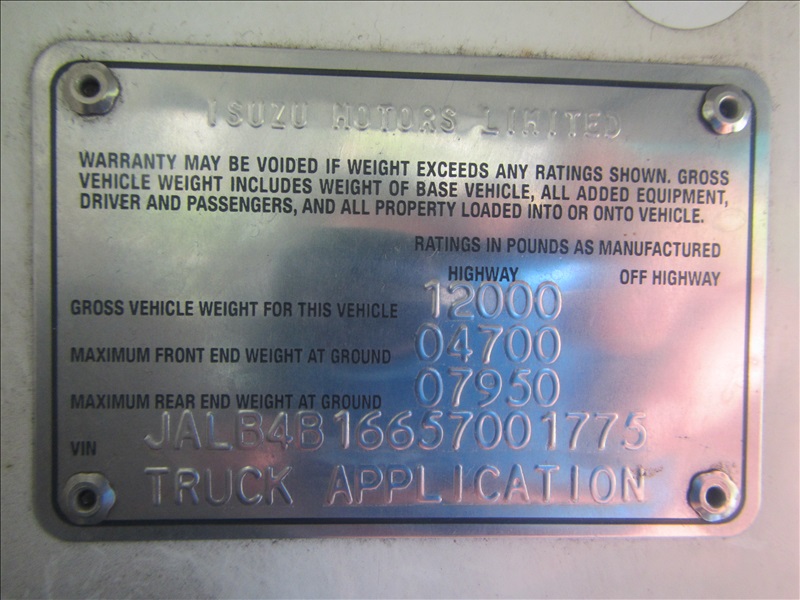 ISUZU MOTORS LIMITED
WARRANTY MAY BE VOIDED IF WEIGHT EXCEEDS ANY RATINGS SHOWN. GROSS
VEHICLE WEIGHT INCLUDES WEIGHT OF BASE VEHICLE, ALL ADDED EQUIPMENT,
DRIVER AND PASSENGERS, AND ALL PROPERTY LOADED INTO OR ONTO VEHICLE.
RATINGS IN POUNDS AS MANUFACTURED
HIGHWAY OFF HIGHWAY
GROSS VEHICLE WEIGHT FOR THIS VEHICLE 12000
MAXIMUM FRONT END WEIGHT AT GROUND 04700
MAXIMUM REAR END WEIGHT AT GROUND 07950
VIN JALB4B16657001775
TRUCK APPLICATION